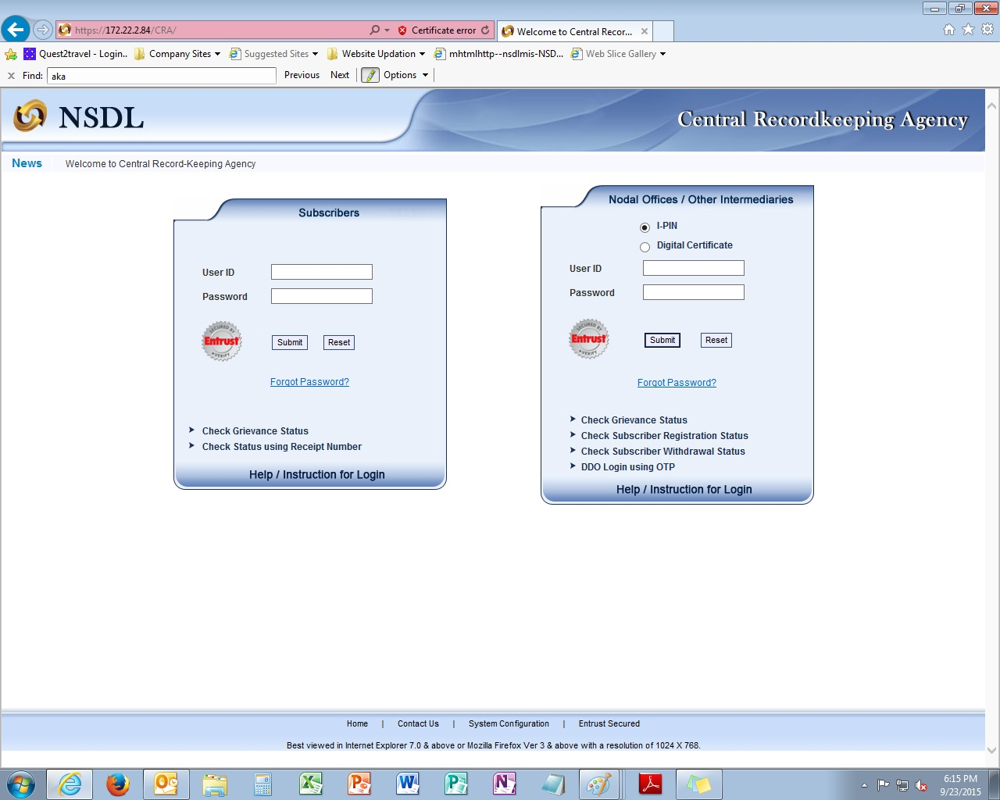 https://172.22.2.84/CRA/
Certificate error
Welcome to Central Recor...
Quest2travel - Login..
Company Sites
Suggested Sites
Website Updation
mhtmlhttp--nsdlmis-NSD...
Web Slice Gallery
x Find: aka
Previous
Next
Options
NSDL
Central Recordkeeping Agency
News
Welcome to Central Record-Keeping Agency
Subscribers
User ID
Password
SECURED BY
Entrust
VERIFY
Submit
Reset
Forgot Password?
Check Grievance Status
Check Status using Receipt Number
Help / Instruction for Login
Nodal Offices / Other Intermediaries
I-PIN
Digital Certificate
User ID
Password
SECURED BY
Entrust
VERIFY
Submit
Reset
Forgot Password?
Check Grievance Status
Check Subscriber Registration Status
Check Subscriber Withdrawal Status
DDO Login using OTP
Help / Instruction for Login
Home | Contact Us | System Configuration | Entrust Secured
Best viewed in Internet Explorer 7.0 & above or Mozilla Firefox Ver 3 & above with a resolution of 1024 X 768.
6:15 PM
9/23/2015